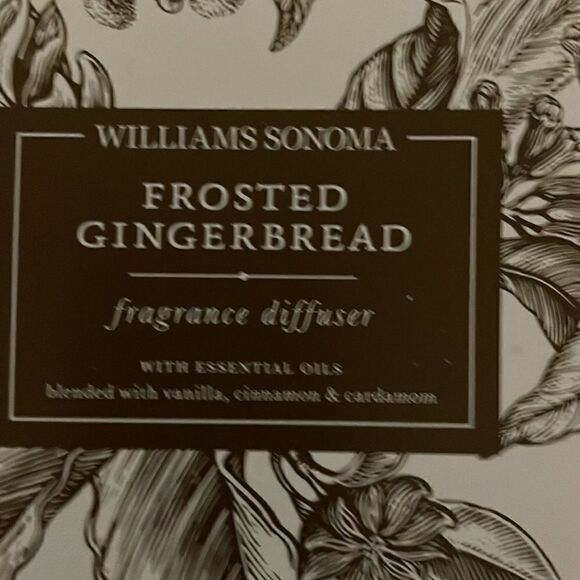 WILLIAMS SONOMA
FROSTED
GINGERBREAD
fragrance diffuser
WITH ESSENTIAL OILS
blended with vanilla, cinnamon & cardamom